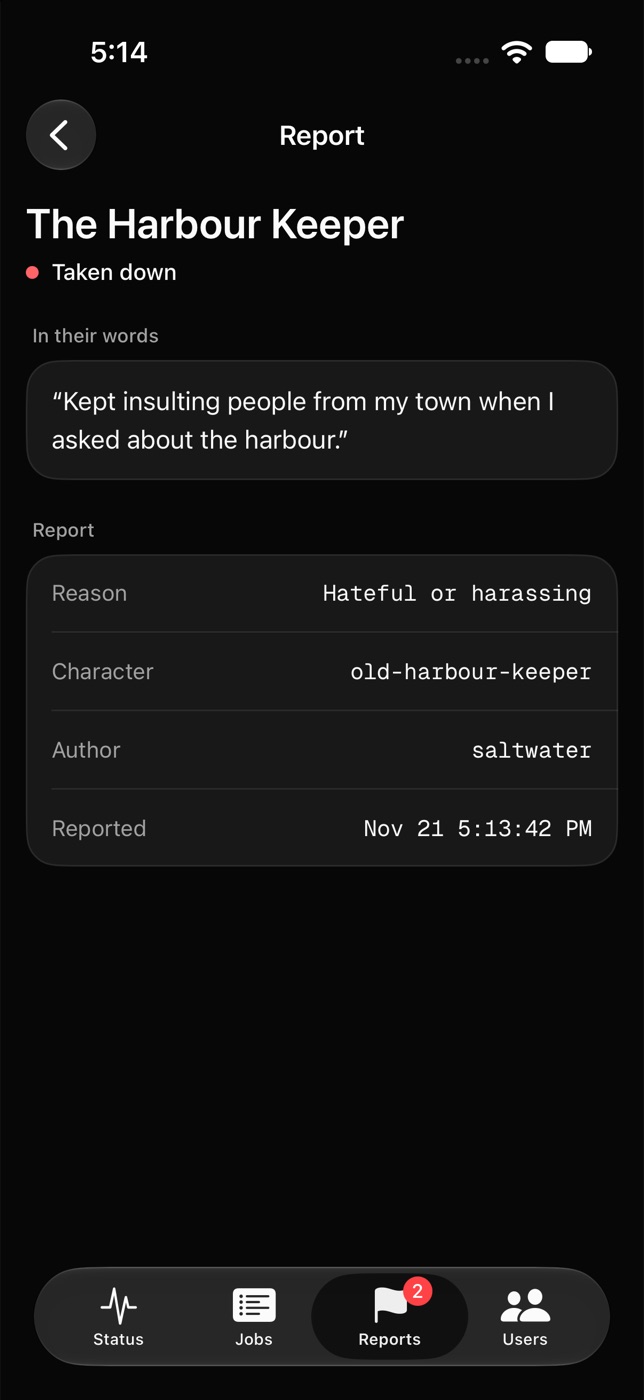 5:14
Report
The Harbour Keeper
Taken down
In their words
“Kept insulting people from my town when I
asked about the harbour.”
Report
Reason Hateful or harassing
Character old-harbour-keeper
Author saltwater
Reported Nov 21 5:13:42 PM
2
Status Jobs Reports Users